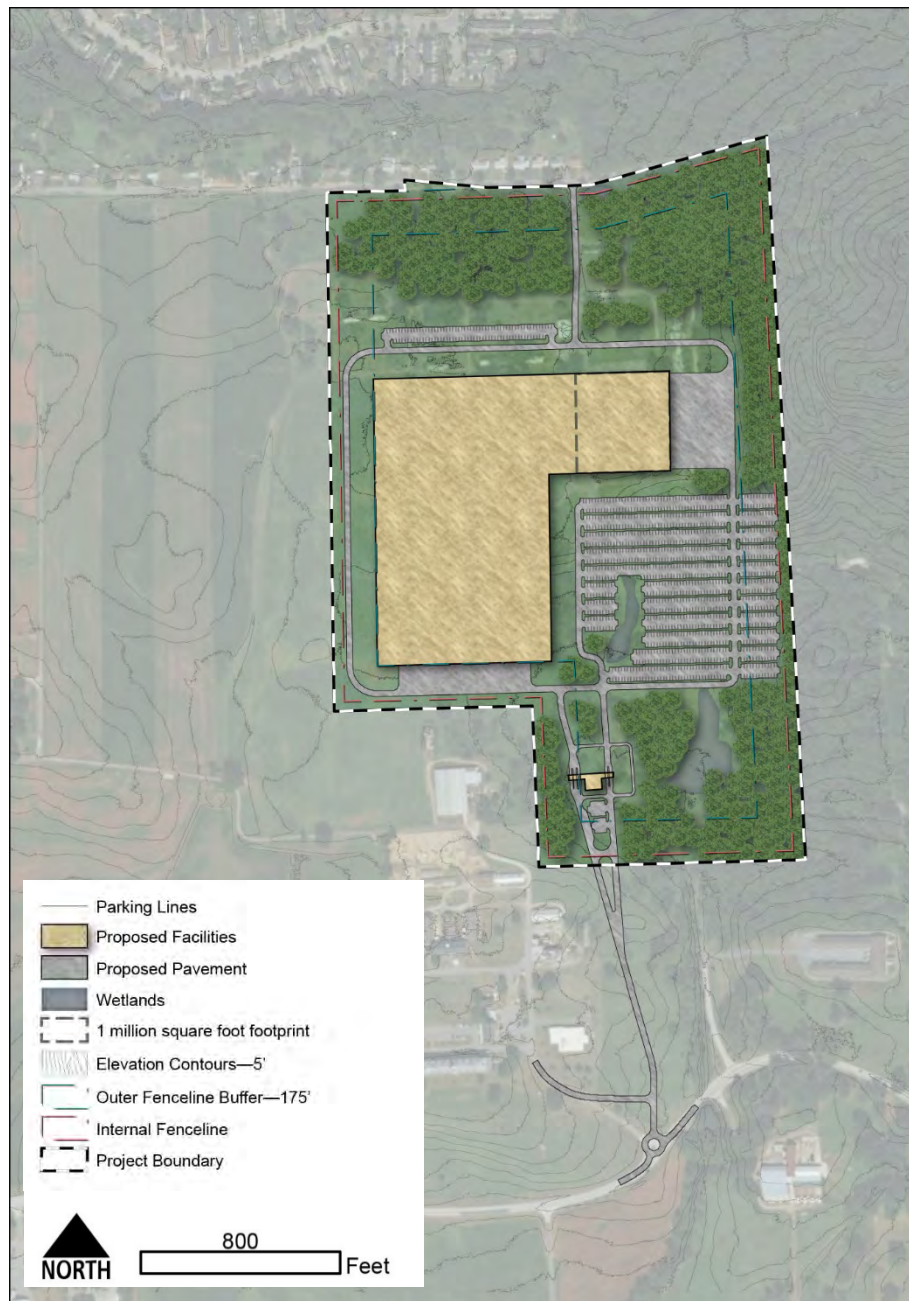 Parking Lines
Proposed Facilities
Proposed Pavement
Wetlands
1 million square foot footprint
Elevation Contours—5'
Outer Fenceline Buffer—175'
Internal Fenceline
Project Boundary
NORTH
800
Feet